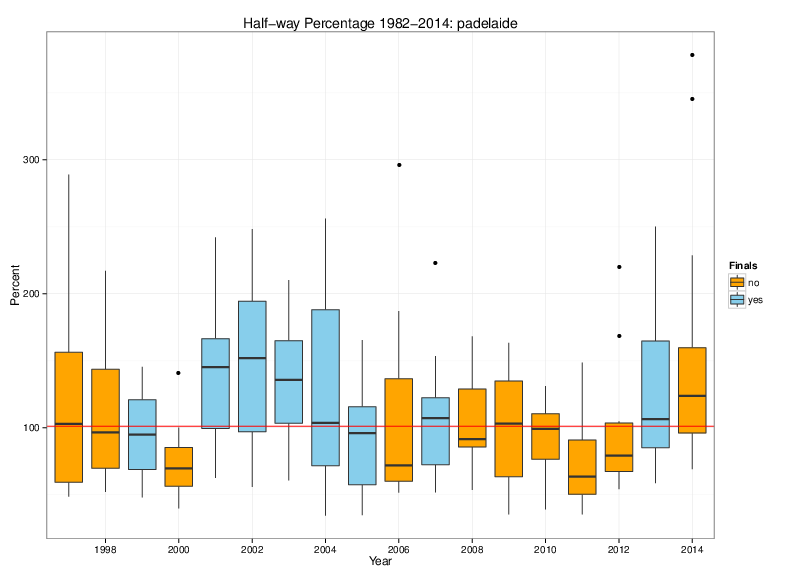 Half−way Percentage 1982−2014: padelaide
300
200
100
Percent
1998 2000 2002 2004 2006 2008 2010 2012 2014
Year
Finals
no
yes